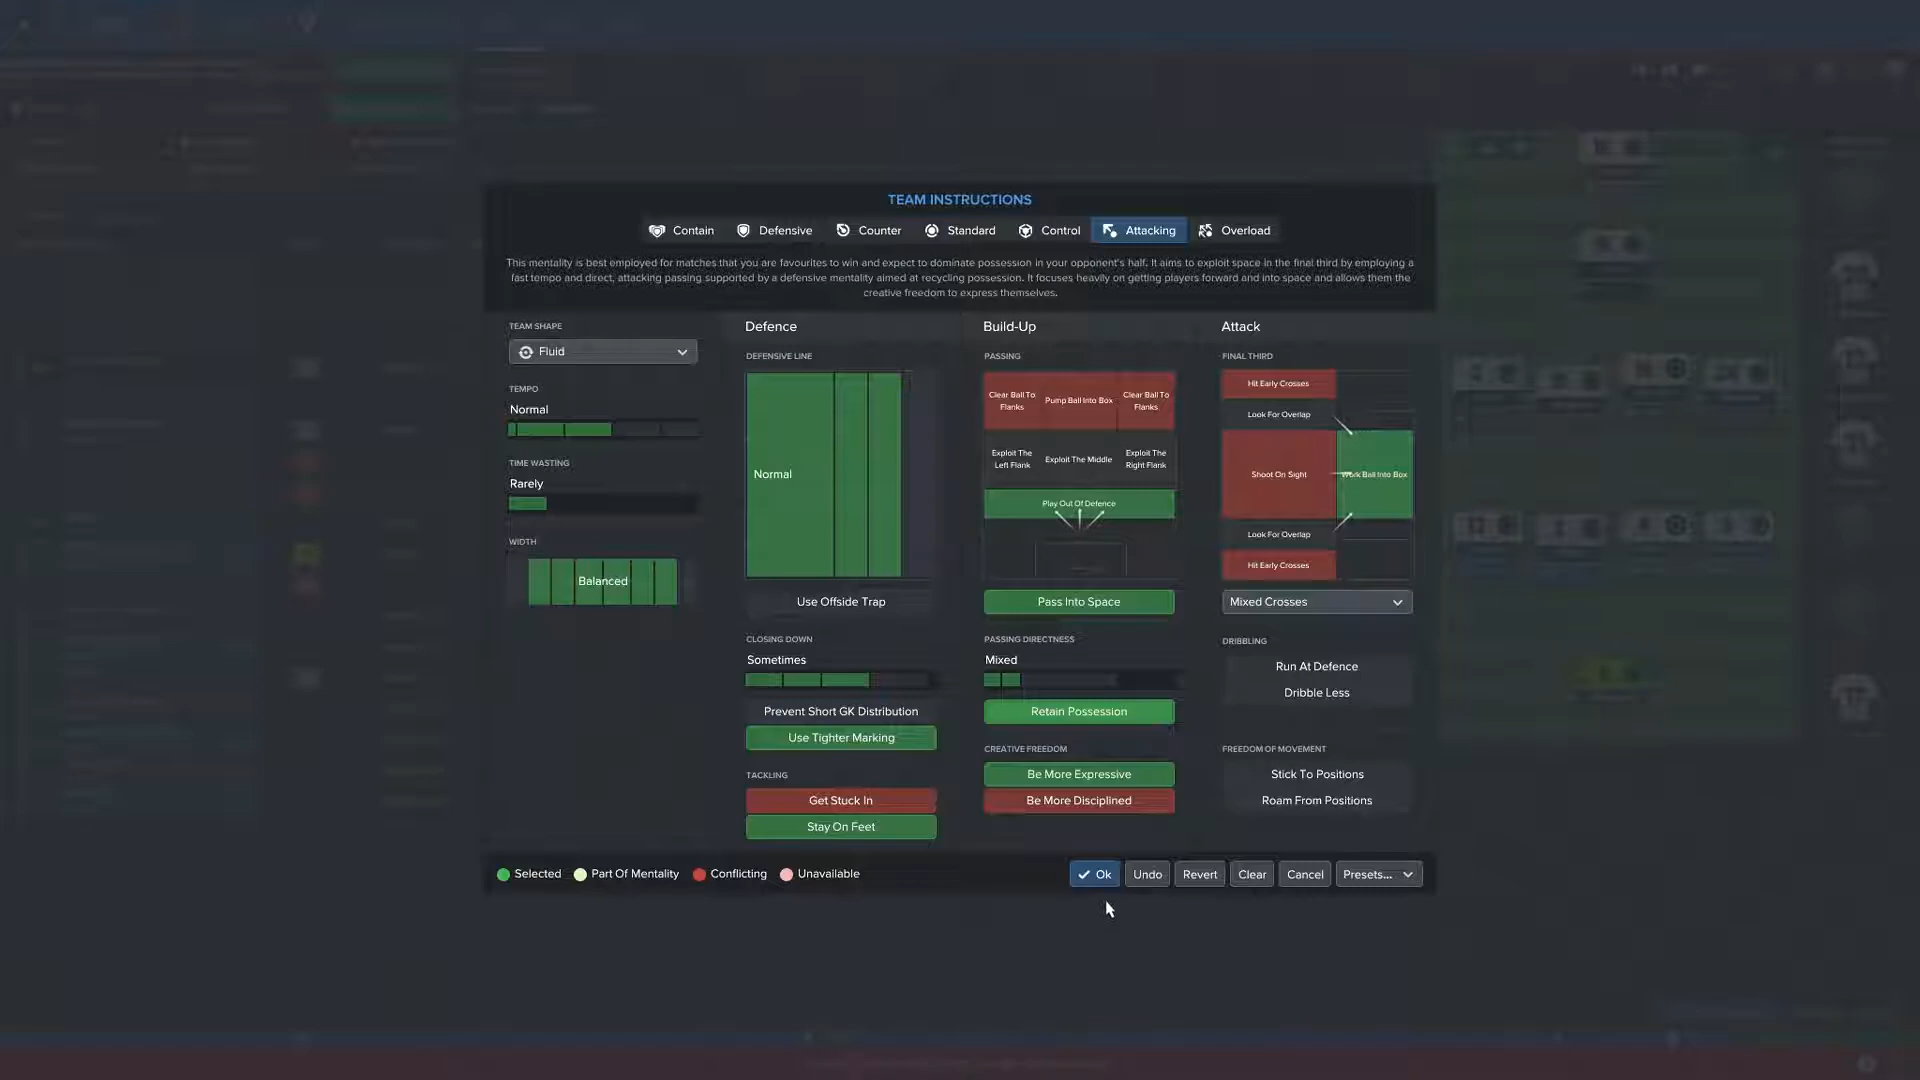 TEAM INSTRUCTIONS
Contain Defensive Counter Standard Control Attacking Overload
This mentality is best employed for matches that you are favourites to win and expect to dominate possession in your opponent's half. It aims to exploit space in the final third by employing a
fast tempo and direct, attacking passing supported by a defensive mentality aimed at recycling possession. It focuses heavily on getting players forward and into space and allows them the
creative freedom to express themselves.
TEAM SHAPE
Fluid
TEMPO
Normal
TIME WASTING
Rarely
WIDTH
Balanced
Defence
DEFENSIVE LINE
Normal
Use Offside Trap
CLOSING DOWN
Sometimes
Prevent Short GK Distribution
Use Tighter Marking
TACKLING
Get Stuck In
Stay On Feet
Build-Up
PASSING
Clear Ball To
Flanks
Pump Ball Into Box
Clear Ball To
Flanks
Exploit The
Left Flank
Exploit The Middle
Exploit The
Right Flank
Play Out Of Defence
Pass Into Space
PASSING DIRECTNESS
Mixed
Retain Possession
CREATIVE FREEDOM
Be More Expressive
Be More Disciplined
Attack
FINAL THIRD
Hit Early Crosses
Look For Overlap
Shoot On Sight
Work Ball Into Box
Look For Overlap
Hit Early Crosses
Mixed Crosses
DRIBBLING
Run At Defence
Dribble Less
FREEDOM OF MOVEMENT
Stick To Positions
Roam From Positions
Selected Part Of Mentality Conflicting Unavailable
Ok Undo Revert Clear Cancel Presets...